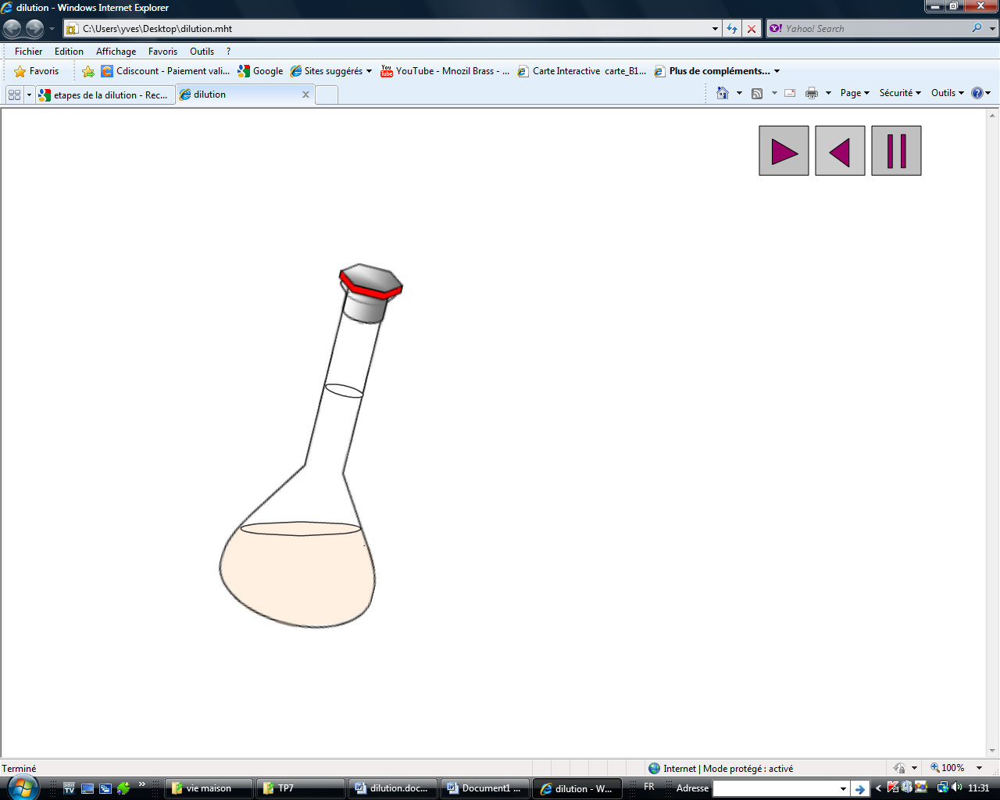 dilution - Windows Internet Explorer
C:\Users\yves\Desktop\dilution.mht
Yahoo! Search
Fichier Edition Affichage Favoris Outils ?
Favoris Cdiscount - Paiement vali... Google Sites suggérés YouTube - Mnozil Brass - ... Carte Interactive carte_B1... Plus de compléments...
etapes de la dilution - Rec... dilution Page Sécurité Outils
Terminé Internet | Mode protégé : activé 100%
vie maison TP7 dilution.doc... Document1 ... dilution - W... FR Adresse 11:31